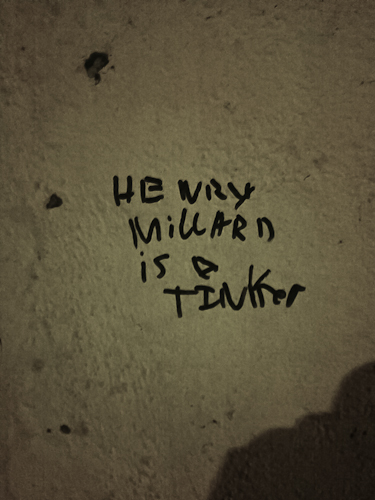 HENRY
MillARD
is a
TINKer